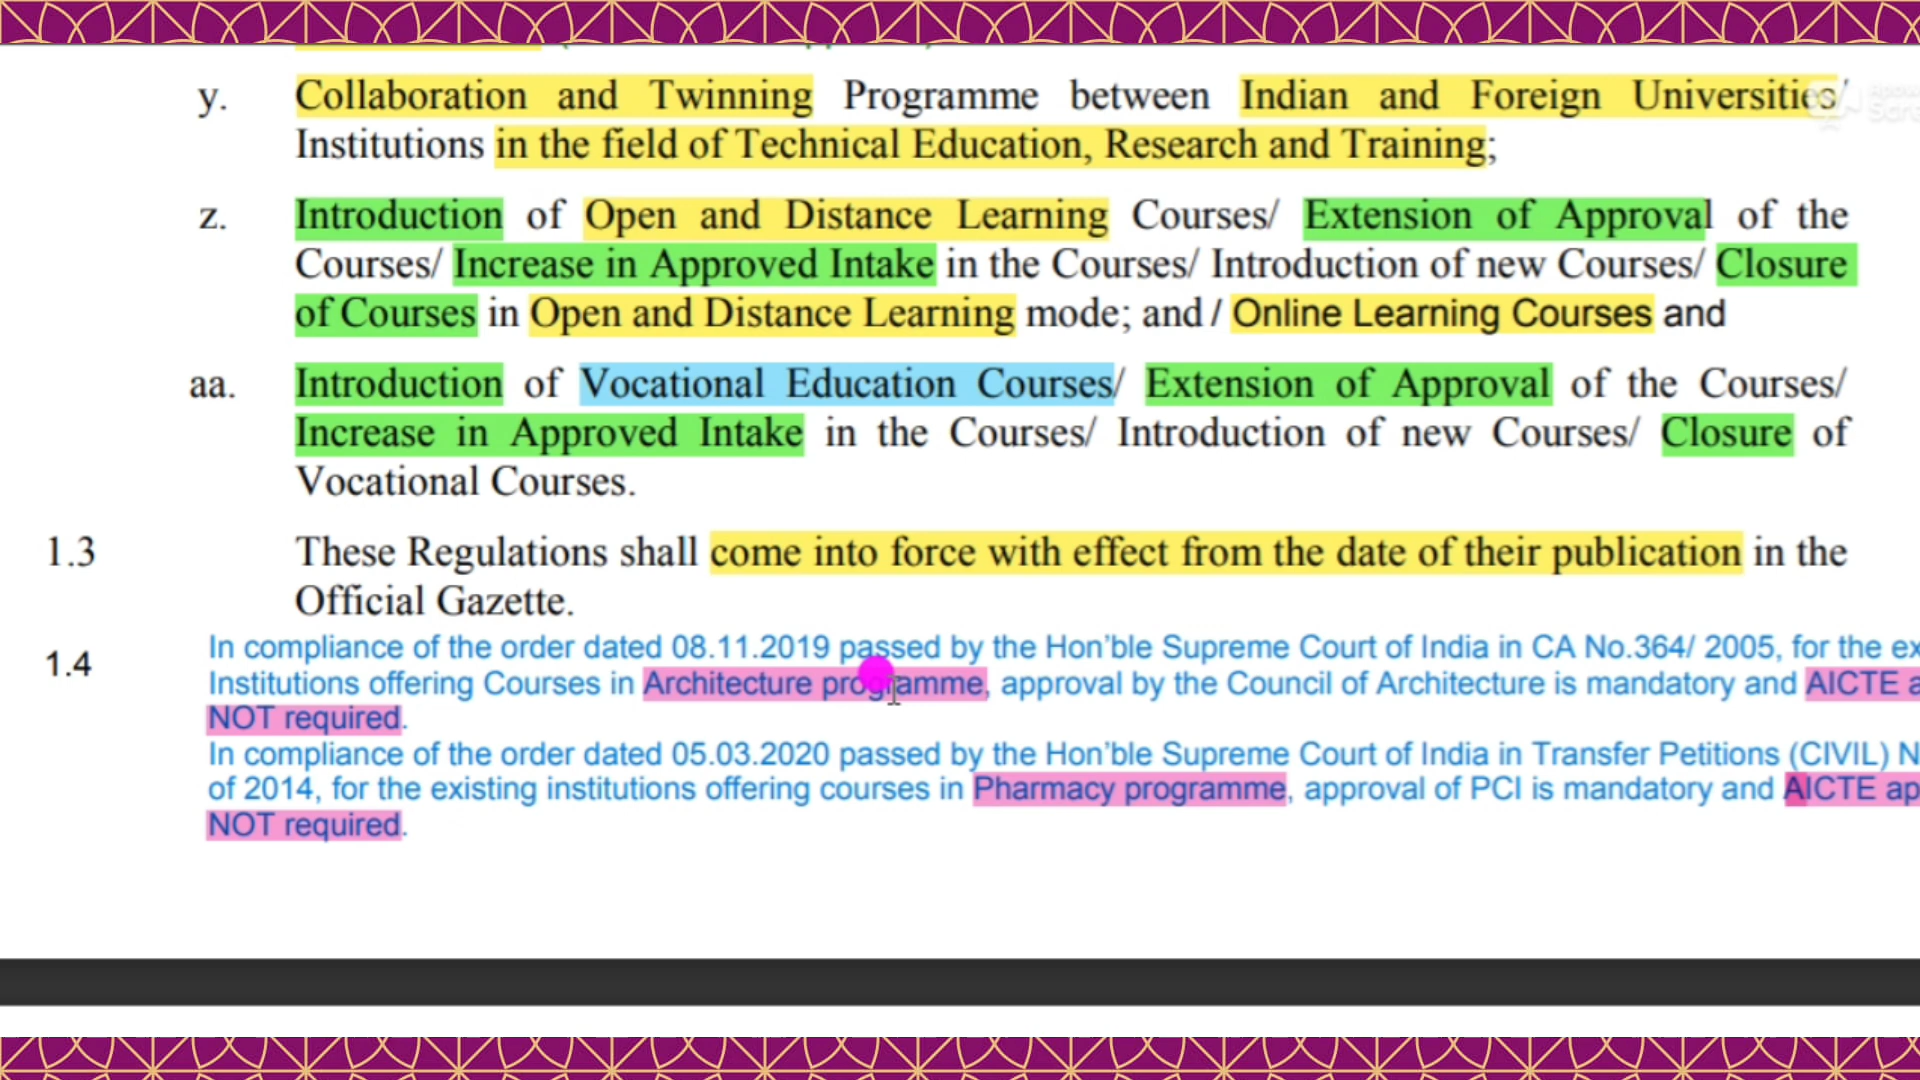 y. Collaboration and Twinning Programme between Indian and Foreign Universities/
Institutions in the field of Technical Education, Research and Training;
z. Introduction of Open and Distance Learning Courses/ Extension of Approval of the
Courses/ Increase in Approved Intake in the Courses/ Introduction of new Courses/ Closure
of Courses in Open and Distance Learning mode; and / Online Learning Courses and
aa. Introduction of Vocational Education Courses/ Extension of Approval of the Courses/
Increase in Approved Intake in the Courses/ Introduction of new Courses/ Closure of
Vocational Courses.
1.3 These Regulations shall come into force with effect from the date of their publication in the
Official Gazette.
1.4 In compliance of the order dated 08.11.2019 passed by the Hon'ble Supreme Court of India in CA No.364/ 2005, for the ex
Institutions offering Courses in Architecture programme, approval by the Council of Architecture is mandatory and AICTE a
NOT required.
In compliance of the order dated 05.03.2020 passed by the Hon'ble Supreme Court of India in Transfer Petitions (CIVIL) N
of 2014, for the existing institutions offering courses in Pharmacy programme, approval of PCI is mandatory and AICTE ap
NOT required.